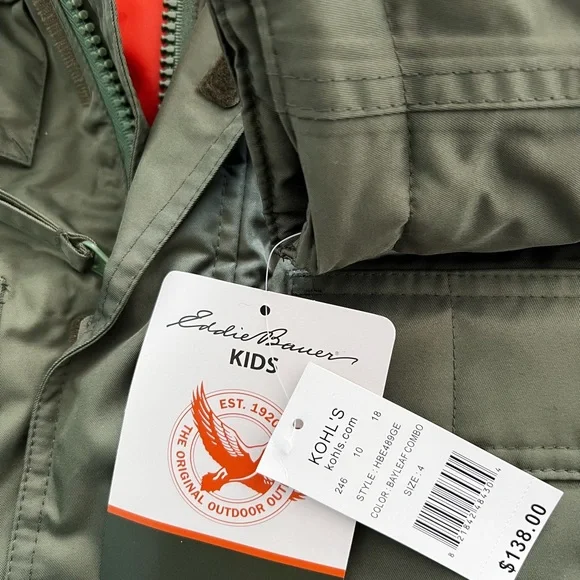 Eddie Bauer
KIDS
EST. 1920
THE ORIGINAL OUTDOOR OUT
KOHL'S
kohls.com
246 10 18
STYLE: HBE489GE
COLOR: BAYLEAF COMBO
SIZE: 4
$138.00